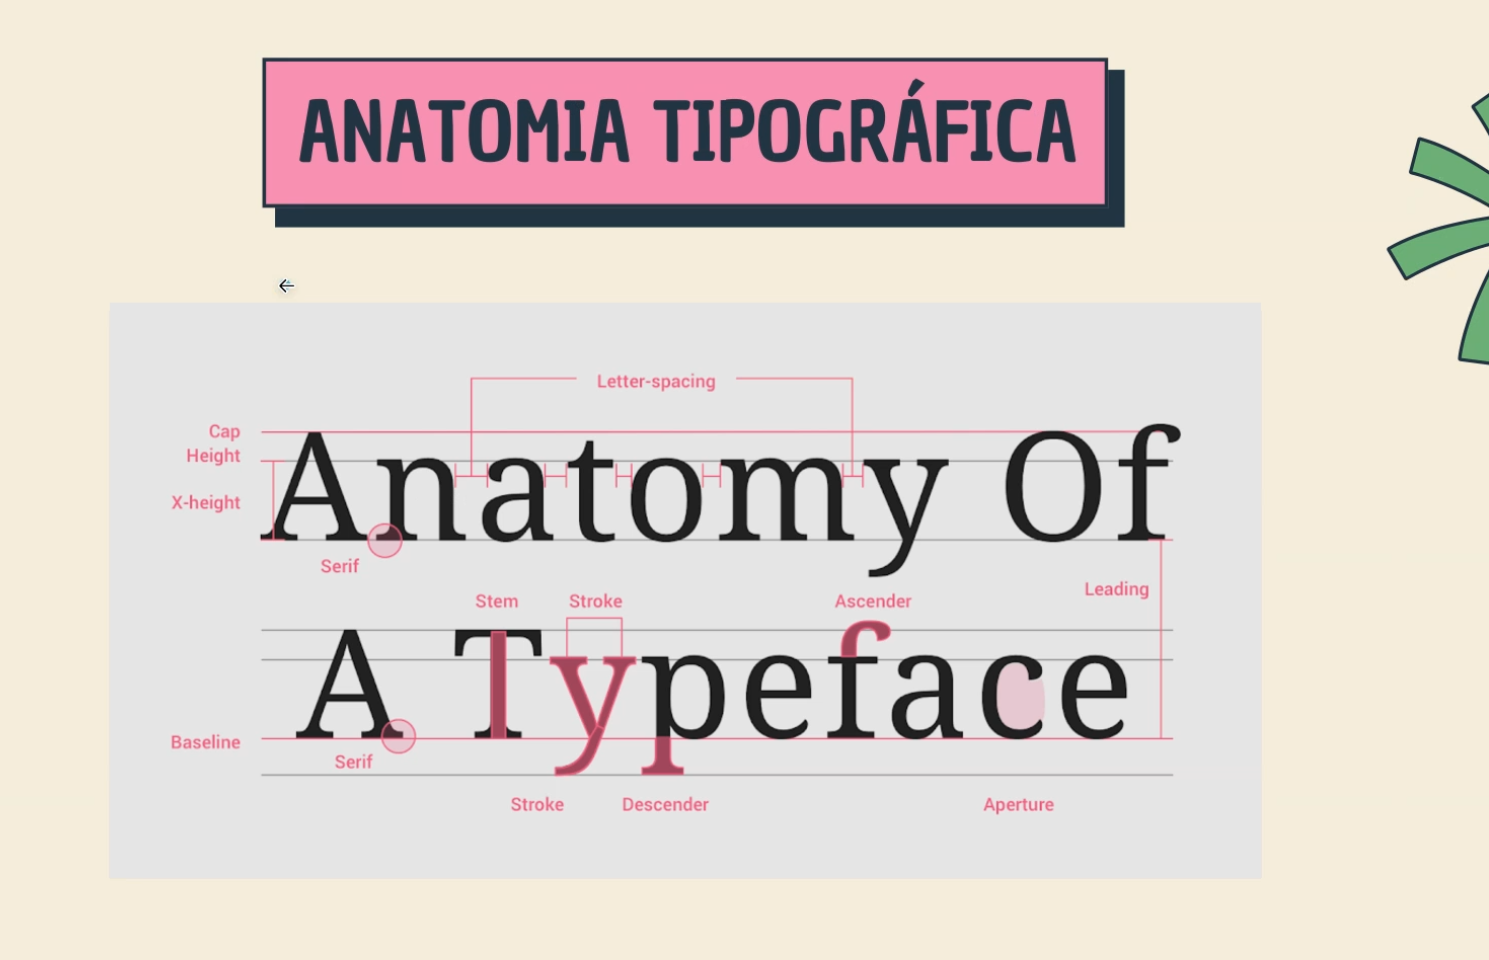 ANATOMIA TIPOGRÁFICA
Letter-spacing
Cap
Height
X-height
Anatomy Of
Serif
Leading
Stem
Stroke
Ascender
A Typeface
Baseline
Serif
Stroke
Descender
Aperture